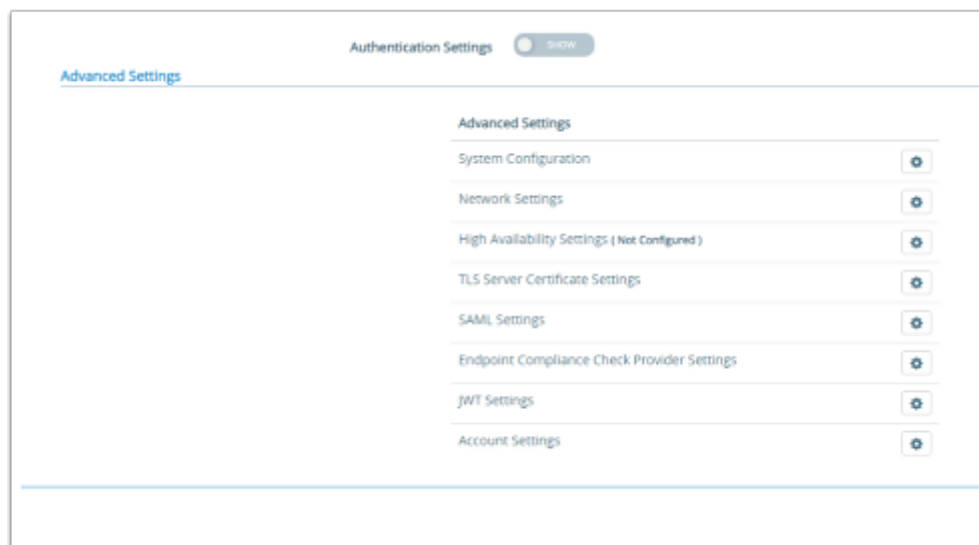 Authentication Settings SHOW
Advanced Settings
Advanced Settings
System Configuration
Network Settings
High Availability Settings ( Not Configured )
TLS Server Certificate Settings
SAML Settings
Endpoint Compliance Check Provider Settings
JWT Settings
Account Settings